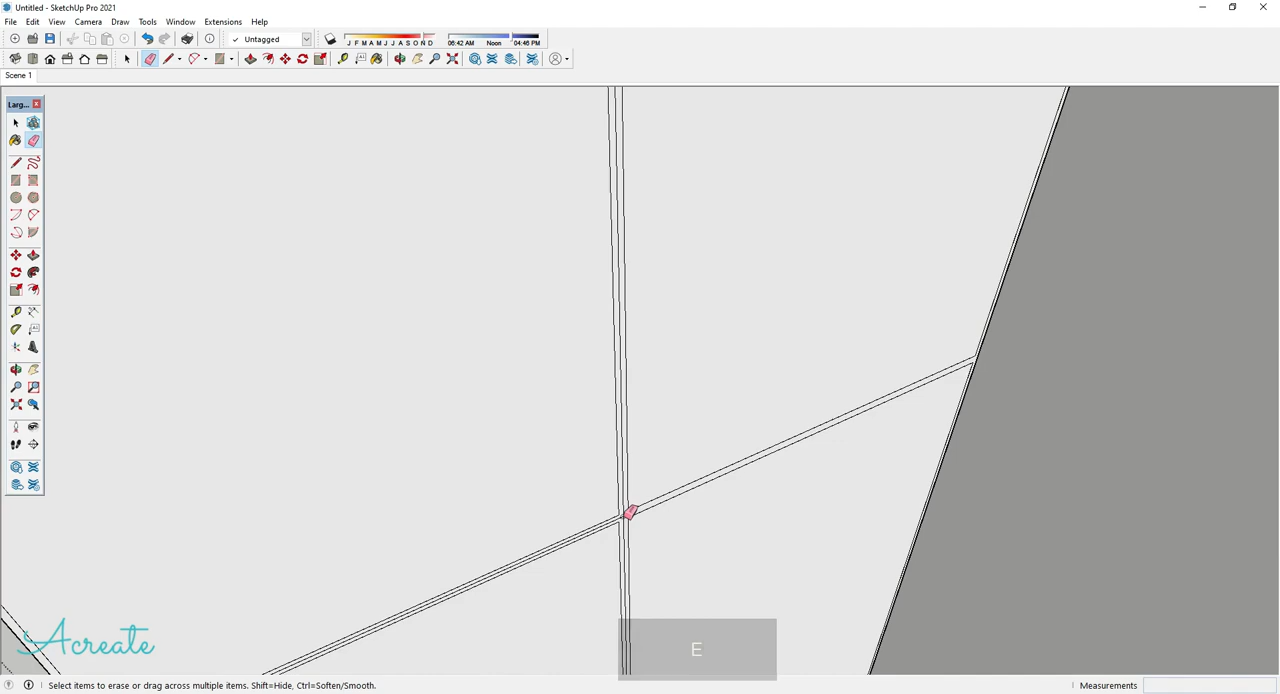 Untitled - SketchUp Pro 2021
File Edit View Camera Draw Tools Window Extensions Help
Untagged
J F M A M J J A S O N D
06:42 AM Noon 04:46 PM
Scene 1
Larg...
Acreate
E
Select items to erase or drag across multiple items. Shift=Hide, Ctrl=Soften/Smooth.
Measurements